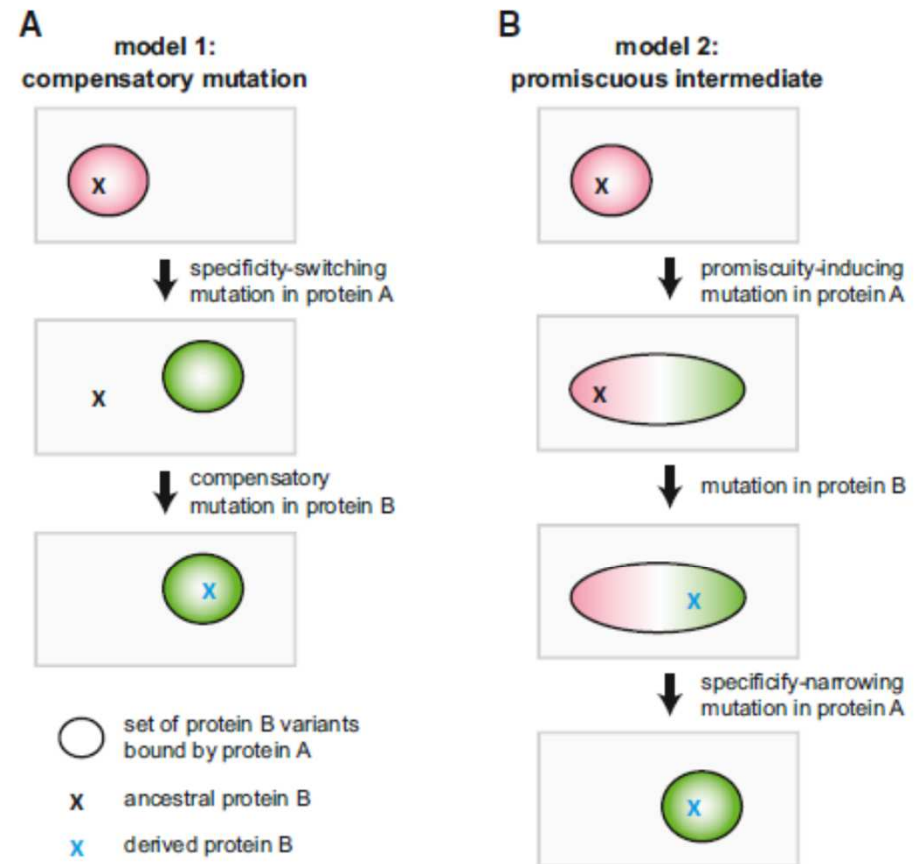 A
model 1:
compensatory mutation
x
specificity-switching
mutation in protein A
x
compensatory
mutation in protein B
x
set of protein B variants
bound by protein A
x ancestral protein B
x derived protein B
B
model 2:
promiscuous intermediate
x
promiscuity-inducing
mutation in protein A
x
mutation in protein B
x
specificify-narrowing
mutation in protein A
x